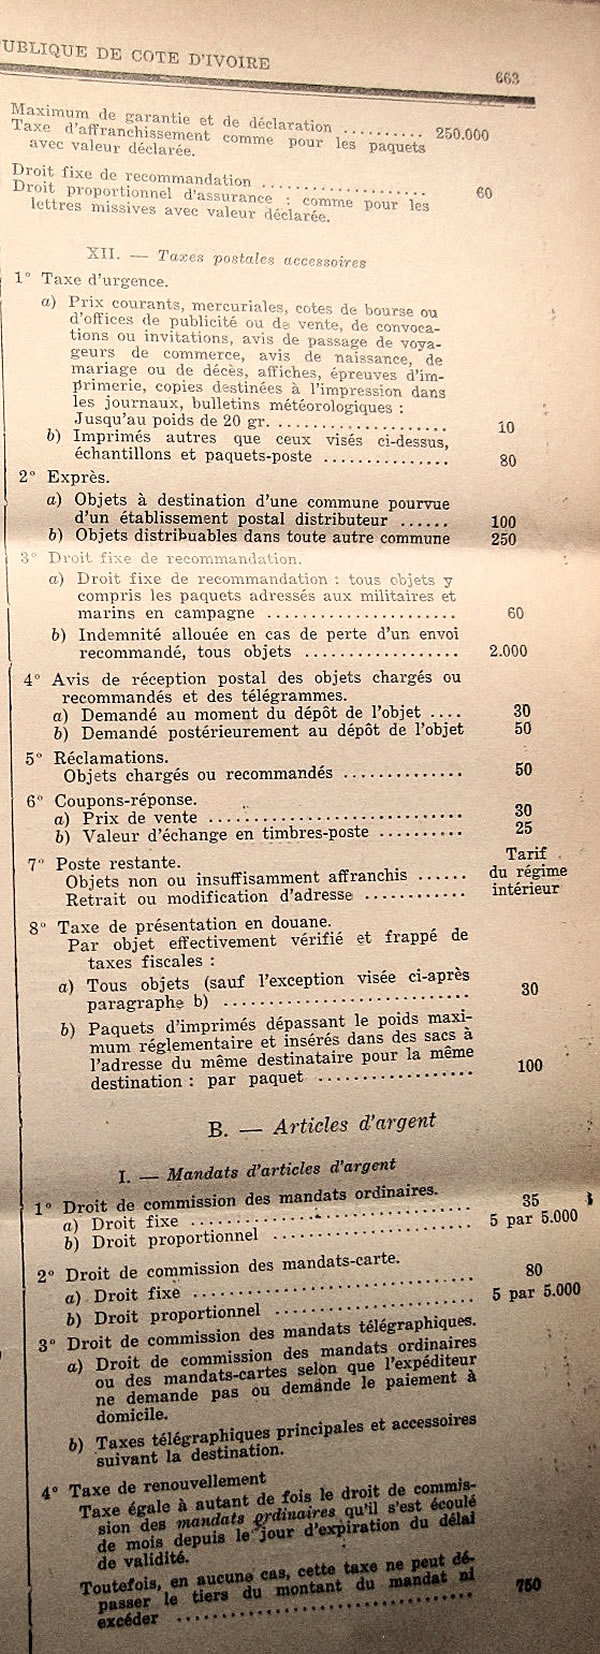 UBLIQUE DE COTE D'IVOIRE 663
Maximum de garantie et de déclaration .......... 250.000
Taxe d'affranchissement comme pour les paquets
avec valeur déclarée.
Droit fixe de recommandation .................... 60
Droit proportionnel d'assurance : comme pour les
lettres missives avec valeur déclarée.
XII. — Taxes postales accessoires
1° Taxe d'urgence.
a) Prix courants, mercuriales, cotes de bourse ou
d'offices de publicité ou de vente, de convoca-
tions ou invitations, avis de passage de voya-
geurs de commerce, avis de naissance, de
mariage ou de décès, affiches, épreuves d'im-
primerie, copies destinées à l'impression dans
les journaux, bulletins météorologiques :
Jusqu'au poids de 20 gr. .................. 10
b) Imprimés autres que ceux visés ci-dessus,
échantillons et paquets-poste .............. 80
2° Exprès.
a) Objets à destination d'une commune pourvue
d'un établissement postal distributeur ...... 100
b) Objets distribuables dans toute autre commune 250
3° Droit fixe de recommandation.
a) Droit fixe de recommandation : tous objets y
compris les paquets adressés aux militaires et
marins en campagne ...................... 60
b) Indemnité allouée en cas de perte d'un envoi
recommandé, tous objets .................. 2.000
4° Avis de réception postal des objets chargés ou
recommandés et des télégrammes.
a) Demandé au moment du dépôt de l'objet .... 30
b) Demandé postérieurement au dépôt de l'objet 50
5° Réclamations.
Objets chargés ou recommandés .............. 50
6° Coupons-réponse.
a) Prix de vente ............................. 30
b) Valeur d'échange en timbres-poste .......... 25
7° Poste restante. Tarif
Objets non ou insuffisamment affranchis ...... du régime
Retrait ou modification d'adresse ............ intérieur
8° Taxe de présentation en douane.
Par objet effectivement vérifié et frappé de
taxes fiscales :
a) Tous objets (sauf l'exception visée ci-après
paragraphe b) ............................ 30
b) Paquets d'imprimés dépassant le poids maxi-
mum réglementaire et insérés dans des sacs à
l'adresse du même destinataire pour la même
destination : par paquet .................. 100
B. — Articles d'argent
I. — Mandats d'articles d'argent
1° Droit de commission des mandats ordinaires.
a) Droit fixe ................................ 35
b) Droit proportionnel ...................... 5 par 5.000
2° Droit de commission des mandats-carte.
a) Droit fixe ................................ 80
b) Droit proportionnel ...................... 5 par 5.000
3° Droit de commission des mandats télégraphiques.
a) Droit de commission des mandats ordinaires
ou des mandats-cartes selon que l'expéditeur
ne demande pas ou demande le paiement à
domicile.
b) Taxes télégraphiques principales et accessoires
suivant la destination.
4° Taxe de renouvellement
Taxe égale à autant de fois le droit de commis-
sion des mandats ordinaires qu'il s'est écoulé
de mois depuis le jour d'expiration du délai
de validité.
Toutefois, en aucune cas, cette taxe ne peut dé-
passer le tiers du montant du mandat ni
excéder .................................. 750